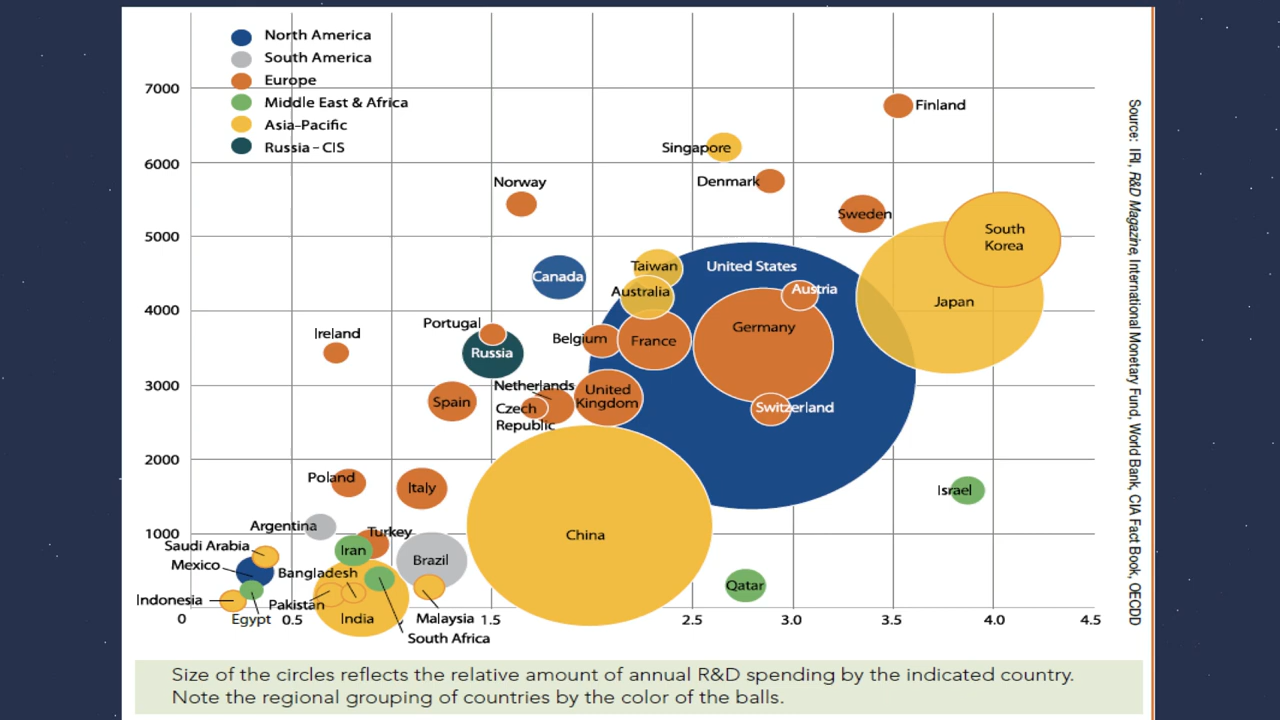 North America
South America
Europe
Middle East & Africa
Asia-Pacific
Russia – CIS
7000
6000
5000
4000
3000
2000
1000
0
0.5
1.5
2.5
3.0
3.5
4.0
4.5
Finland
Singapore
Denmark
Norway
Sweden
South
Korea
Taiwan
United States
Canada
Australia
Austria
Japan
Portugal
Germany
Ireland
Belgium
France
Russia
Netherlands
United
Kingdom
Spain
Czech
Republic
Switzerland
Poland
Italy
Israel
Argentina
Turkey
China
Saudi Arabia
Iran
Brazil
Mexico
Bangladesh
Qatar
Indonesia
Pakistan
Egypt
India
Malaysia
South Africa
Source: IRI, R&D Magazine, International Monetary Fund, World Bank, CIA Fact Book, OECDD
Size of the circles reflects the relative amount of annual R&D spending by the indicated country.
Note the regional grouping of countries by the color of the balls.